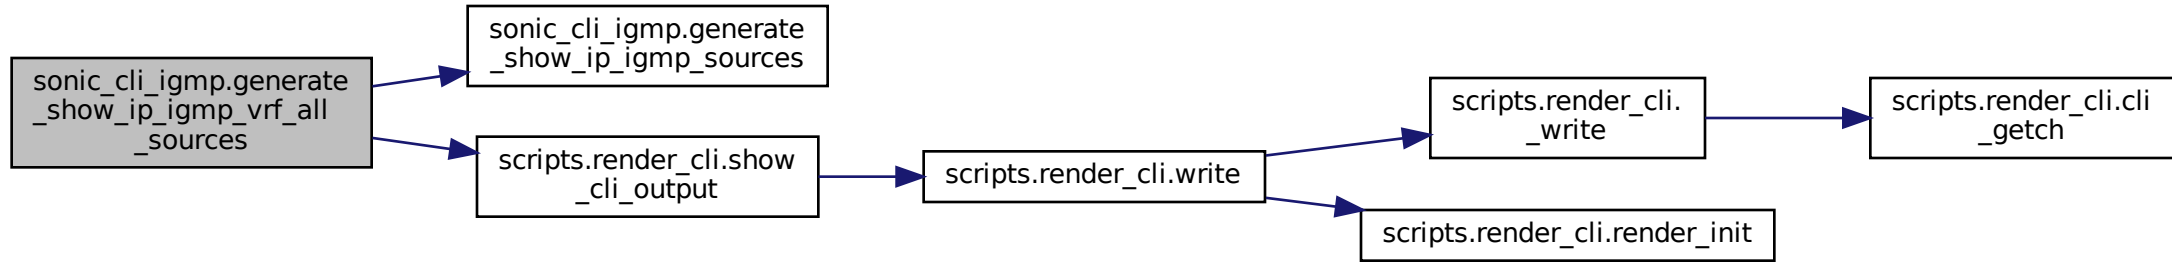 sonic_cli_igmp.generate
_show_ip_igmp_vrf_all
_sources
sonic_cli_igmp.generate
_show_ip_igmp_sources
scripts.render_cli.show
_cli_output
scripts.render_cli.write
scripts.render_cli.
_write
scripts.render_cli.render_init
scripts.render_cli.cli
_getch